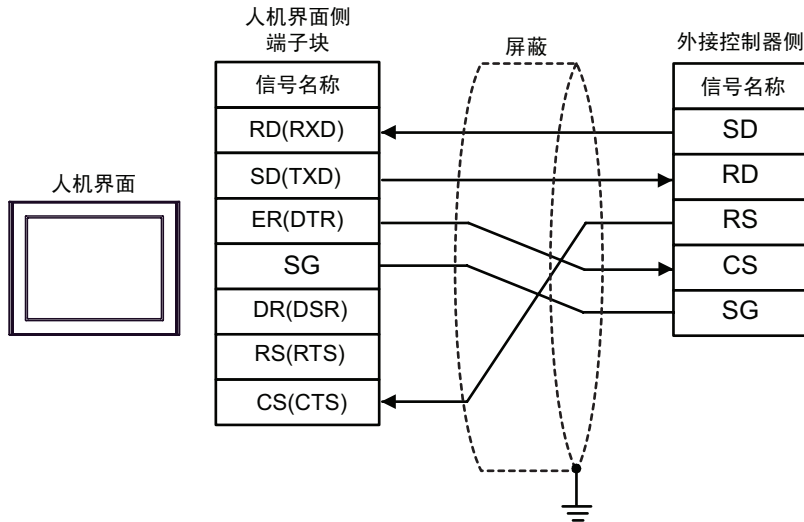 人机界面侧
端子块
屏蔽
外接控制器侧
人机界面
信号名称
RD(RXD)
SD(TXD)
ER(DTR)
SG
DR(DSR)
RS(RTS)
CS(CTS)
信号名称
SD
RD
RS
CS
SG